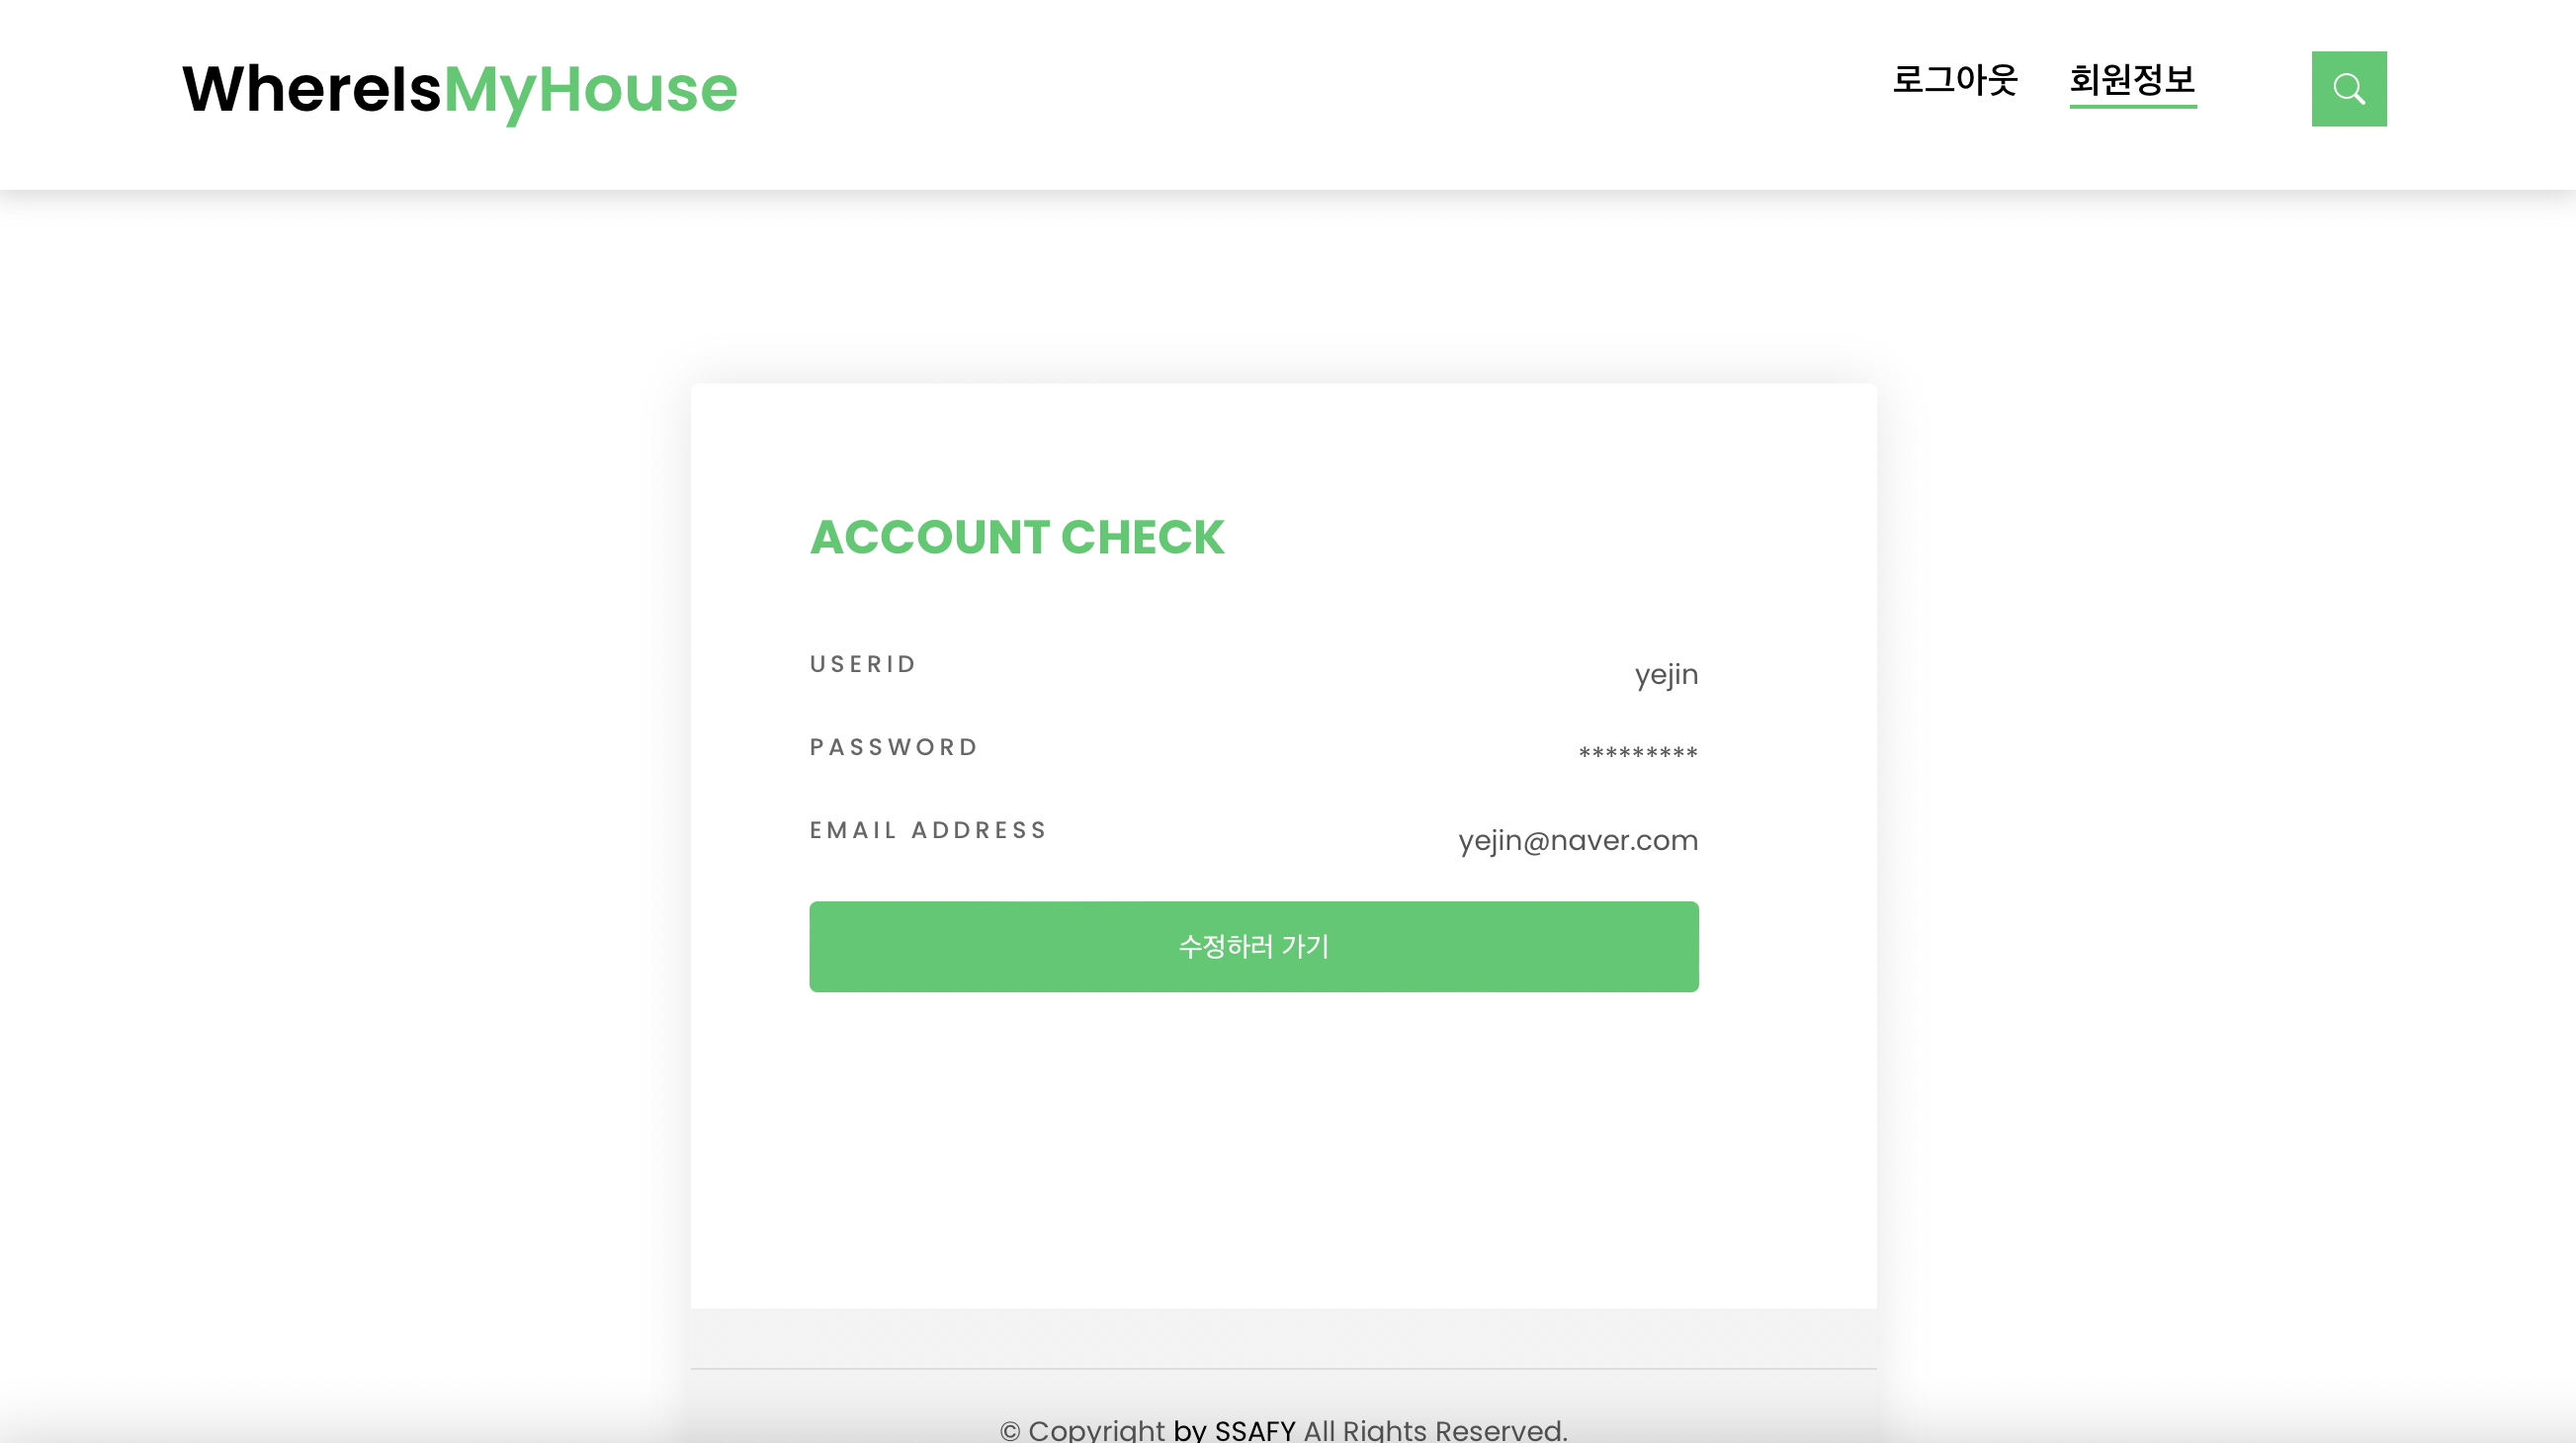 WhereIsMyHouse
로그아웃 회원정보
ACCOUNT CHECK
USERID yejin
PASSWORD *********
EMAIL ADDRESS yejin@naver.com
수정하러 가기
© Copyright by SSAFY All Rights Reserved.